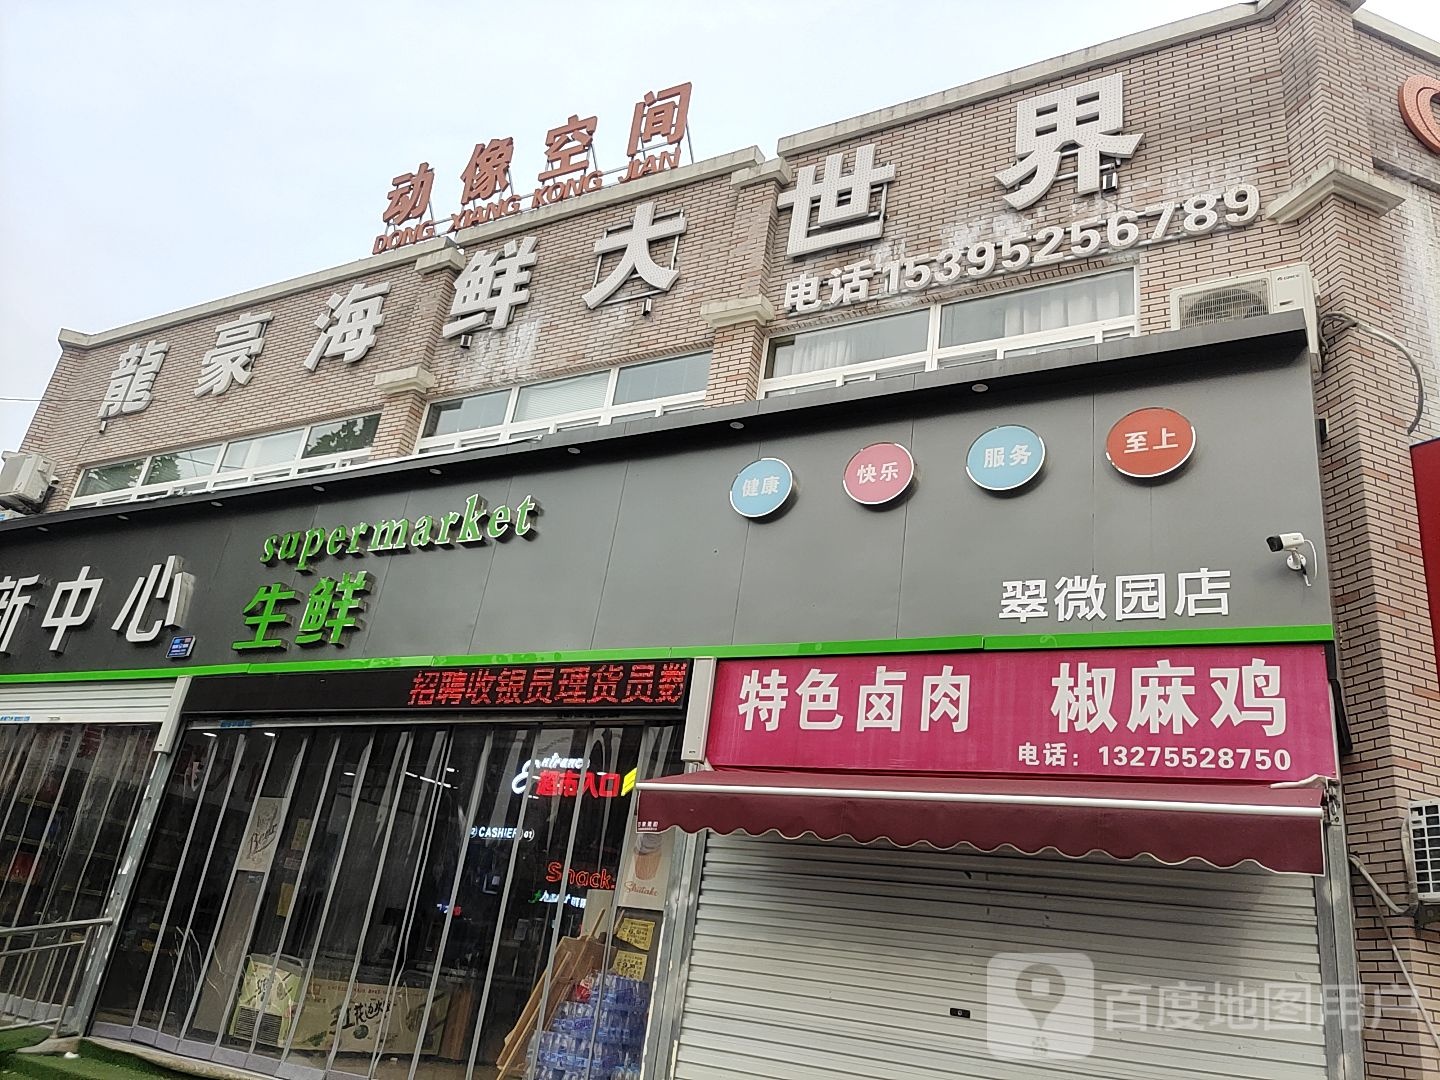 动像空间
DONG XIANG KONG JIAN
龍豪海鲜大世界
电话15395256789
健康 快乐 服务 至上
supermarket
新中心 生鲜
翠微园店
招聘收银员理货员数
特色卤肉 椒麻鸡
电话：13275528750
Entrance
超市入口
CASHIER
Snack
百度地图用户